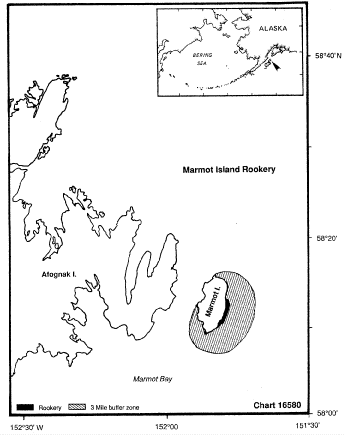 ALASKA
BERING
SEA
58°40'N
Marmot Island Rookery
58°20'
Afognak I.
Marmot I.
Marmot Bay
Rookery
3 Mile buffer zone
Chart 16580
58°00'
152°30'W
152°00'
151°30'